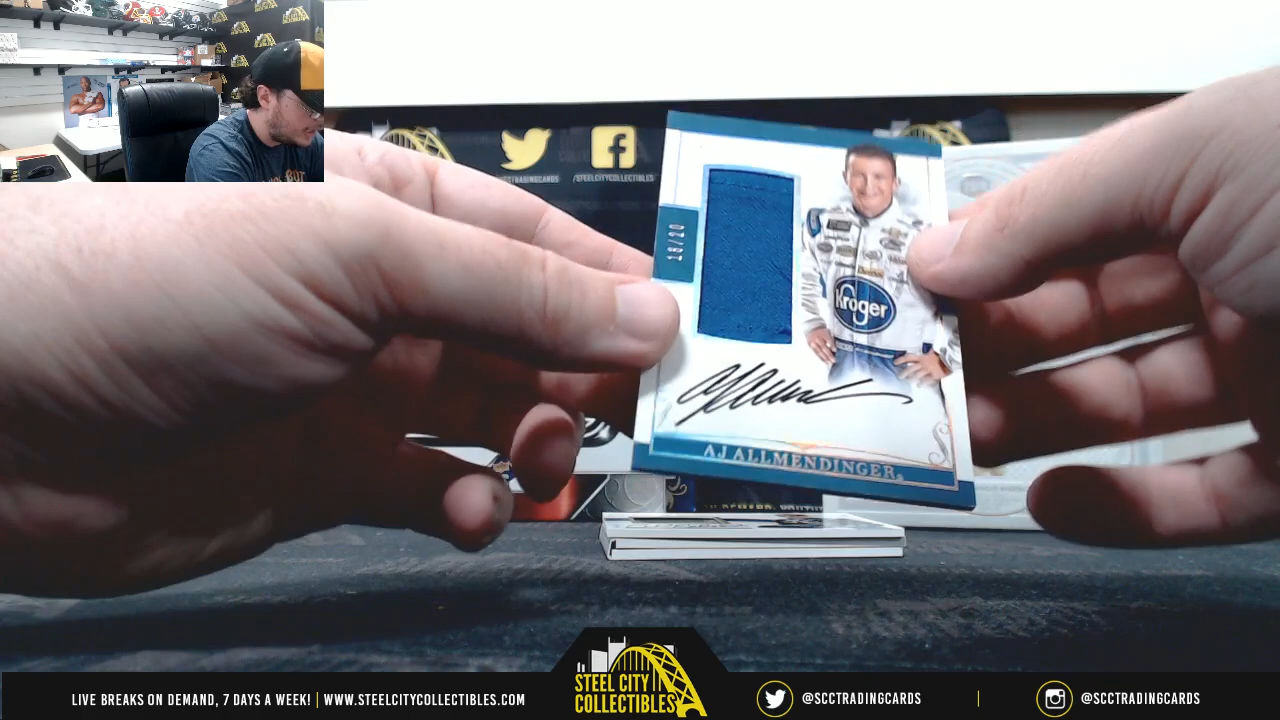 @SCCTRADINGCARDS
/STEELCITYCOLLECTIBLES
18/20
Kroger
AJ ALLMENDINGER
LIVE BREAKS ON DEMAND, 7 DAYS A WEEK! | WWW.STEELCITYCOLLECTIBLES.COM
STEEL CITY
COLLECTIBLES
@SCCTRADINGCARDS
@SCCTRADINGCARDS